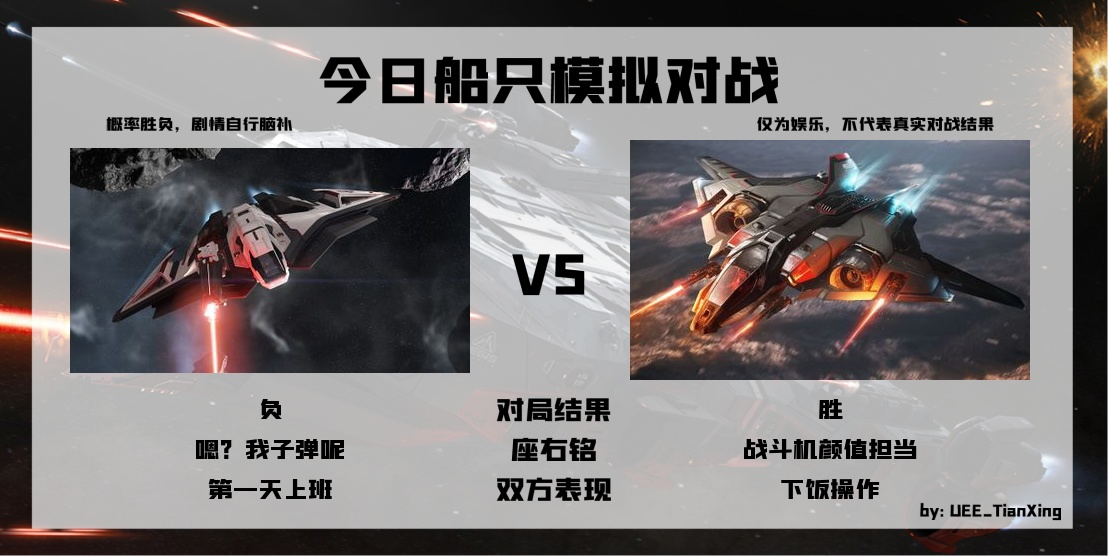 今日船只模拟对战
概率胜负，剧情自行脑补
仅为娱乐，不代表真实对战结果
VS
负 对局结果 胜
嗯？我子弹呢 座右铭 战斗机颜值担当
第一天上班 双方表现 下饭操作
by: UEE_TianXing